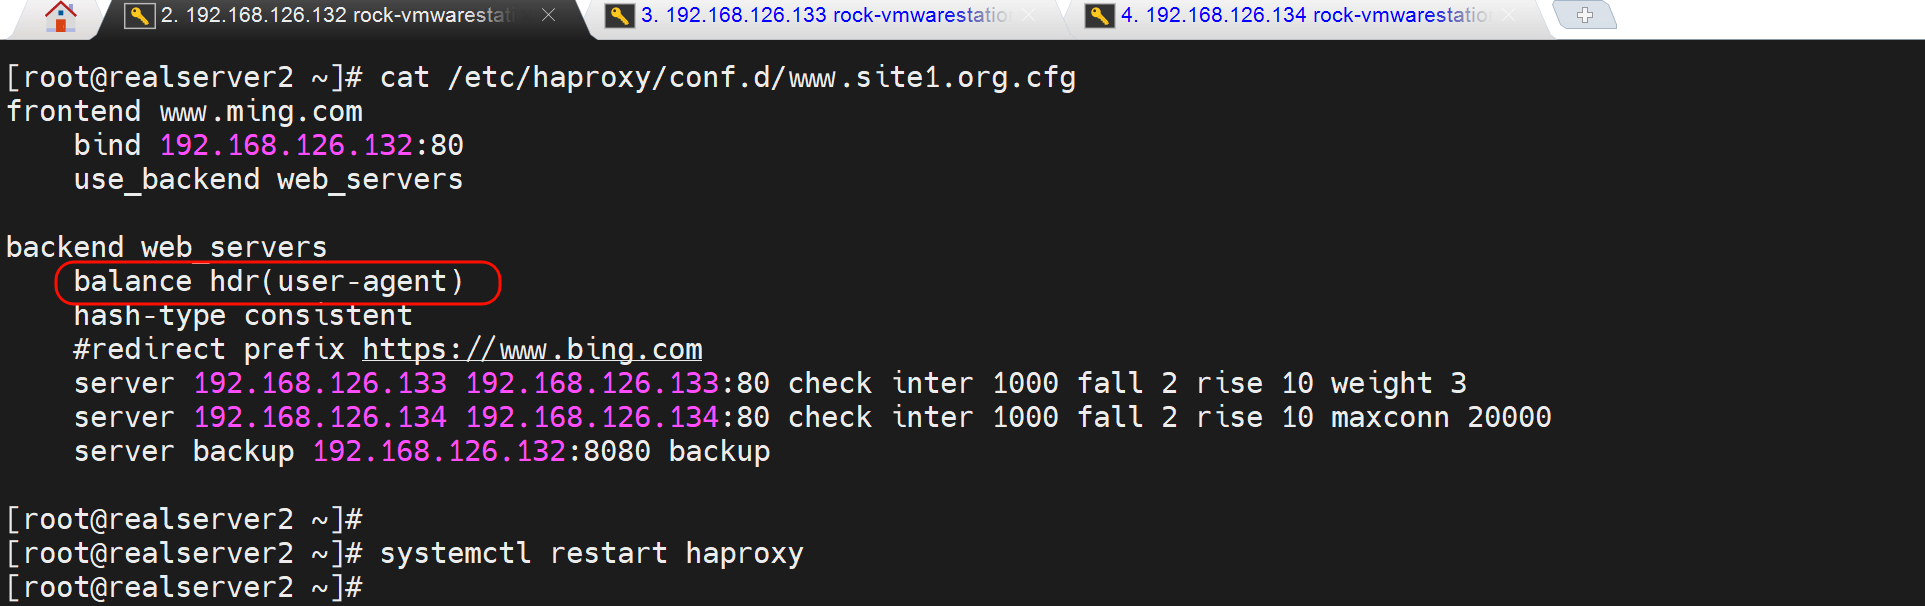 2. 192.168.126.132 rock-vmwarestati
3. 192.168.126.133 rock-vmwarestatio
4. 192.168.126.134 rock-vmwarestatio
[root@realserver2 ~]# cat /etc/haproxy/conf.d/www.site1.org.cfg
frontend www.ming.com
    bind 192.168.126.132:80
    use_backend web_servers
backend web_servers
    balance hdr(user-agent)
    hash-type consistent
    #redirect prefix https://www.bing.com
    server 192.168.126.133 192.168.126.133:80 check inter 1000 fall 2 rise 10 weight 3
    server 192.168.126.134 192.168.126.134:80 check inter 1000 fall 2 rise 10 maxconn 20000
    server backup 192.168.126.132:8080 backup
[root@realserver2 ~]#
[root@realserver2 ~]# systemctl restart haproxy
[root@realserver2 ~]#